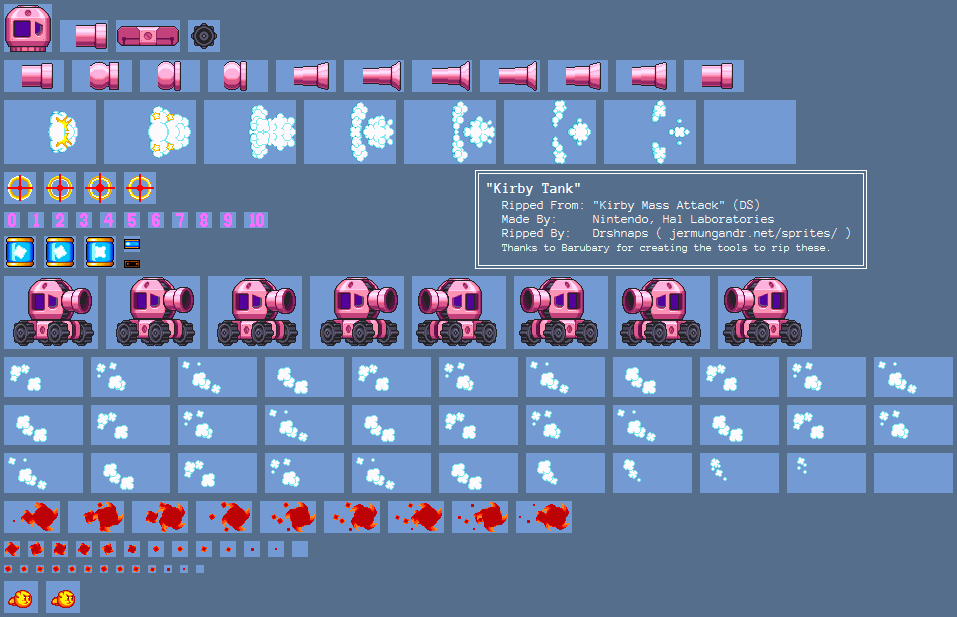 "Kirby Tank"
Ripped From: "Kirby Mass Attack" (DS)
Made By: Nintendo, Hal Laboratories
Ripped By: Drshnaps ( jermungandr.net/sprites/ )
Thanks to Barubary for creating the tools to rip these.
0 1 2 3 4 5 6 7 8 9 10